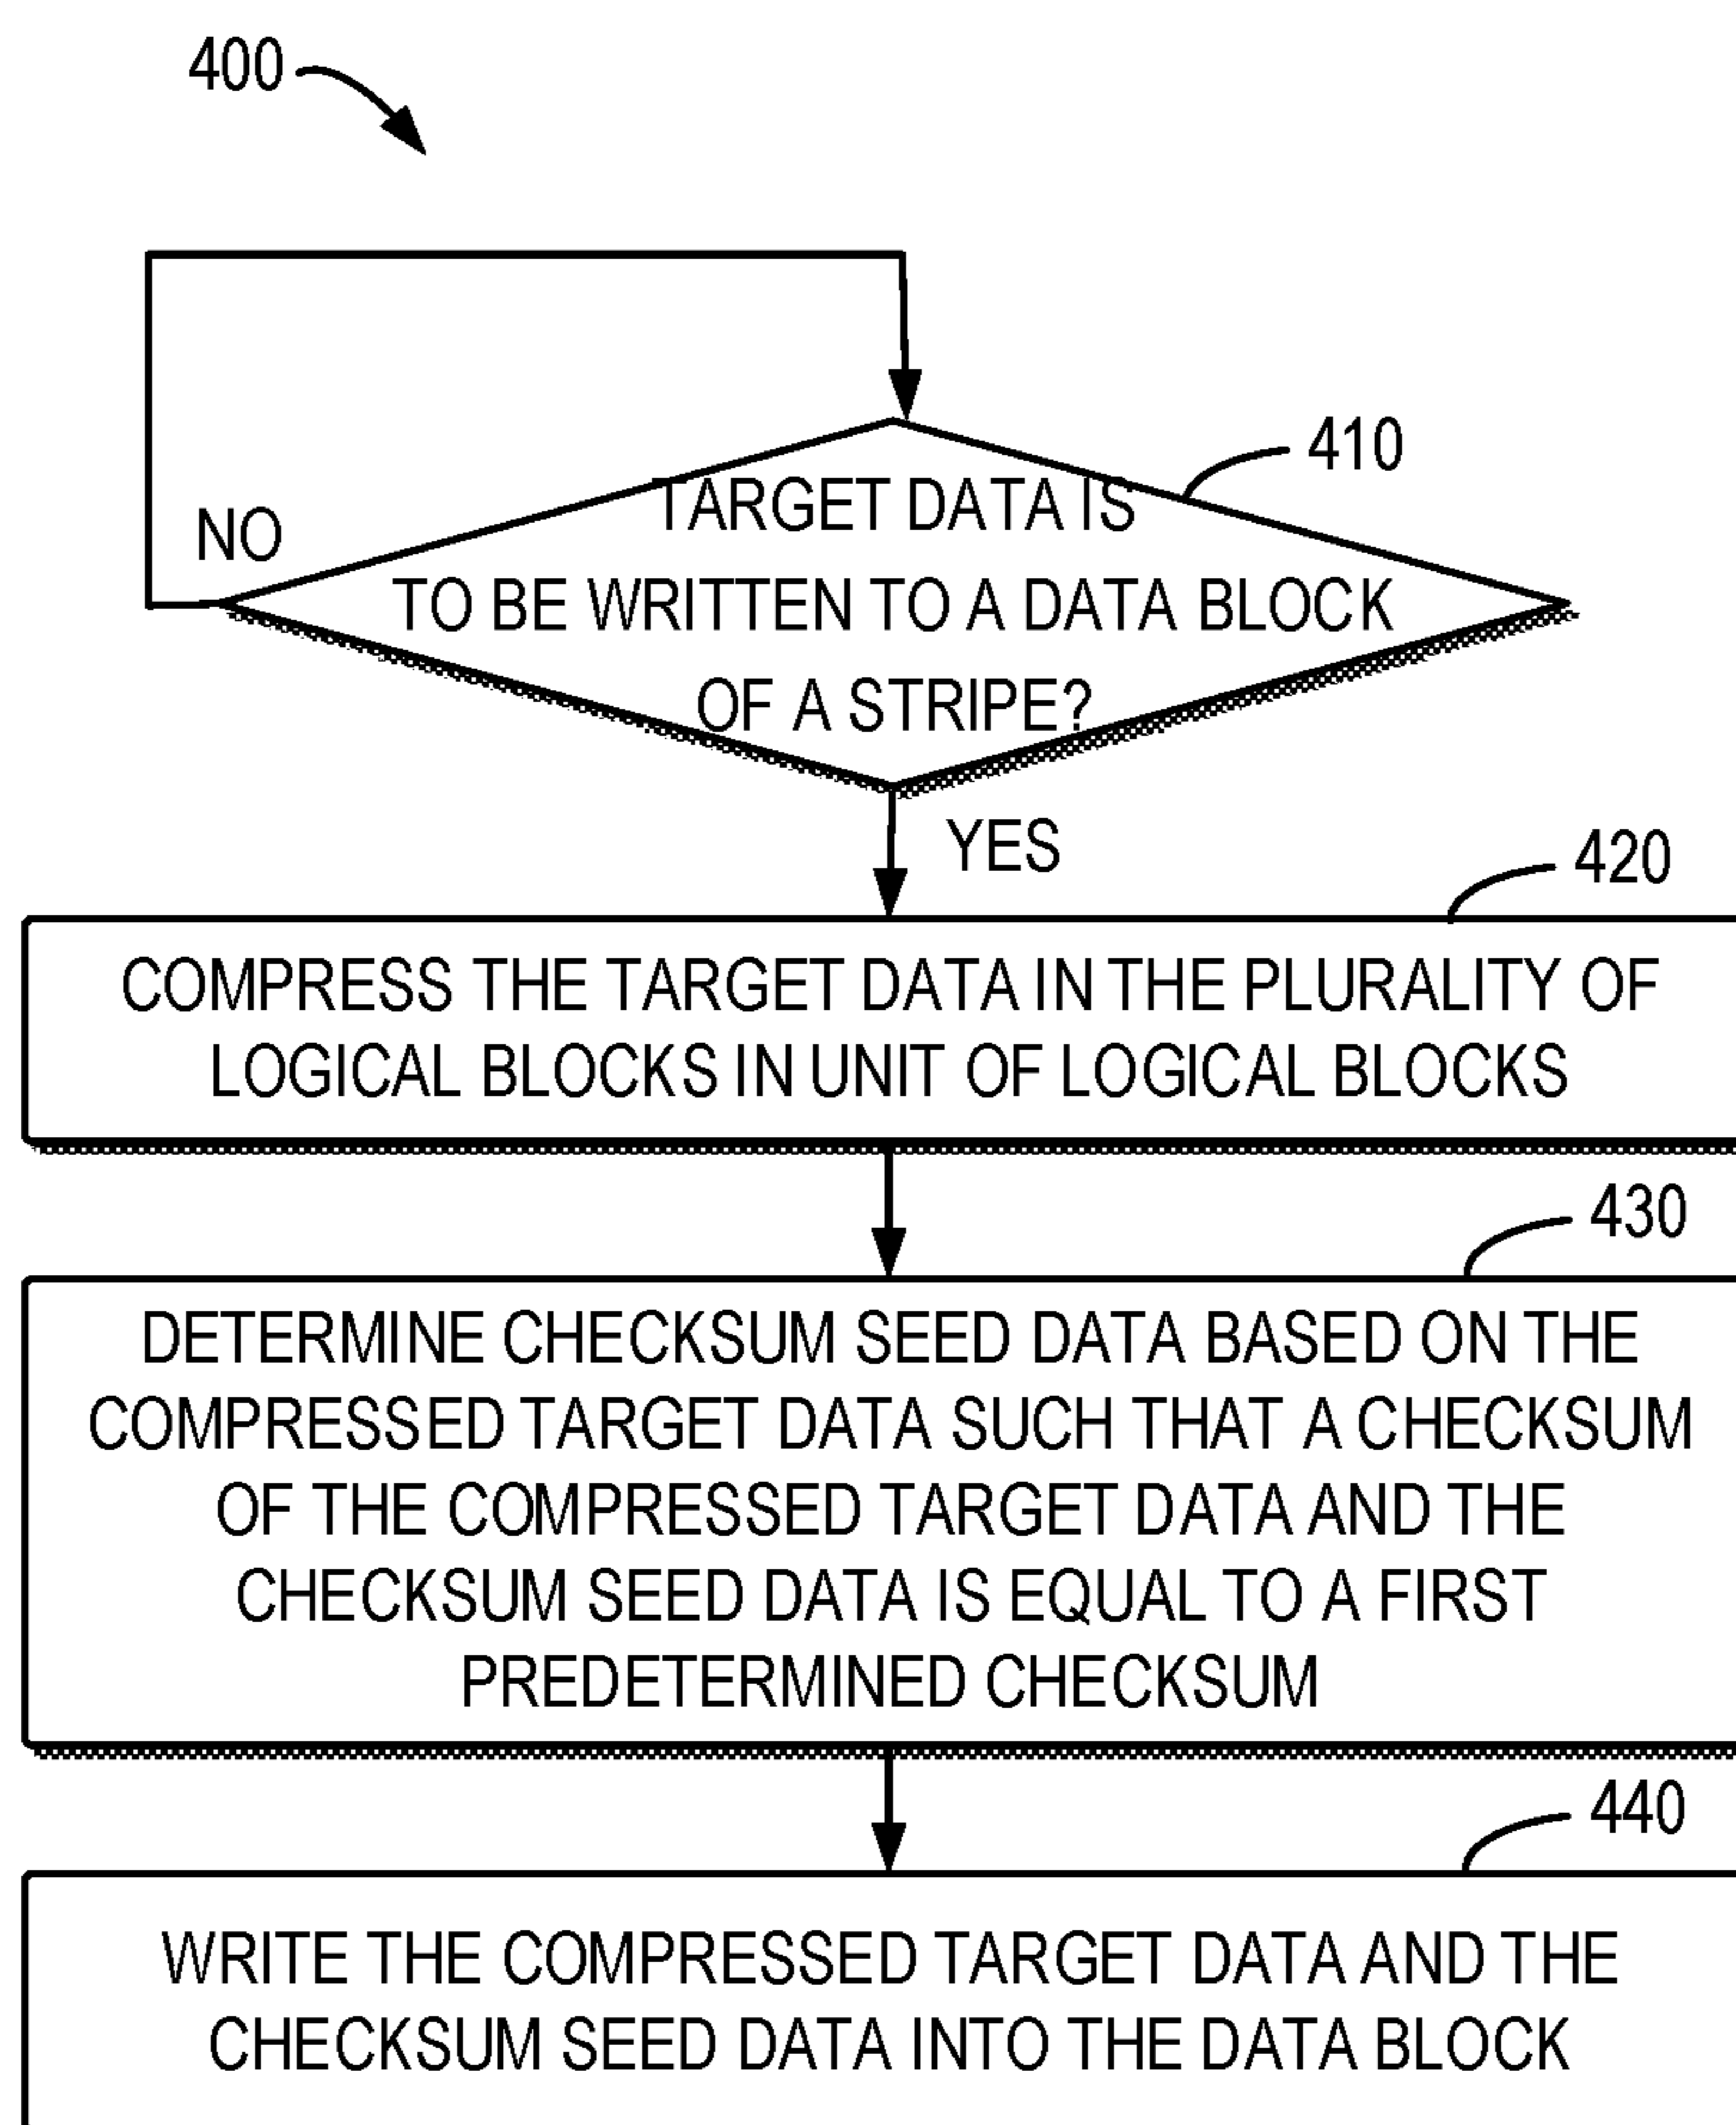 400
410
TARGET DATA IS
NO
TO BE WRITTEN TO A DATA BLOCK
OF A STRIPE?
YES
420
COMPRESS THE TARGET DATA IN THE PLURALITY OF
LOGICAL BLOCKS IN UNIT OF LOGICAL BLOCKS
430
DETERMINE CHECKSUM SEED DATA BASED ON THE
COMPRESSED TARGET DATA SUCH THAT A CHECKSUM
OF THE COMPRESSED TARGET DATA AND THE
CHECKSUM SEED DATA IS EQUAL TO A FIRST
PREDETERMINED CHECKSUM
440
WRITE THE COMPRESSED TARGET DATA AND THE
CHECKSUM SEED DATA INTO THE DATA BLOCK